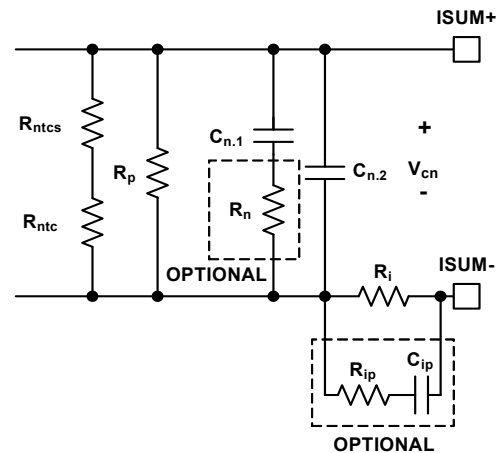 ISUM+
Rntcs
Cn.1
Rp
+
Cn.2
Vcn
-
Rn
Rntc
OPTIONAL
Ri
ISUM-
Rip
Cip
OPTIONAL